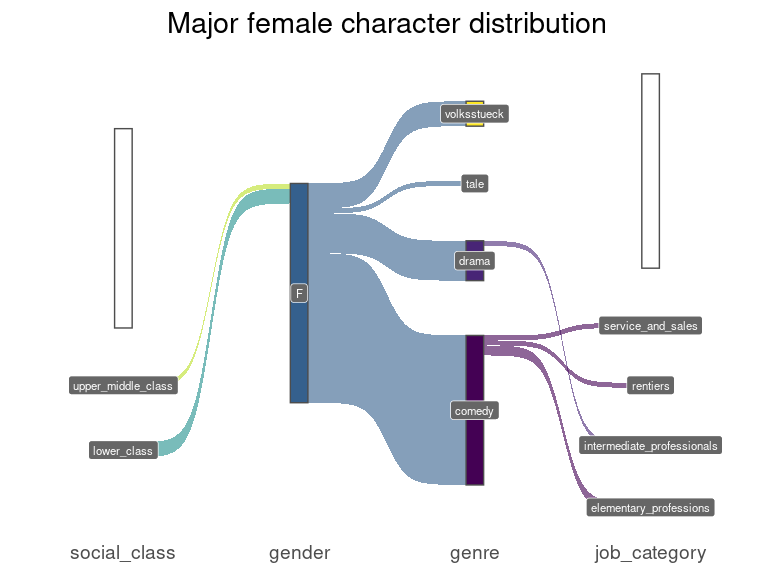 Major female character distribution
volksstueck
tale
drama
F
service_and_sales
upper_middle_class
rentiers
comedy
lower_class
intermediate_professionals
elementary_professions
social_class
gender
genre
job_category